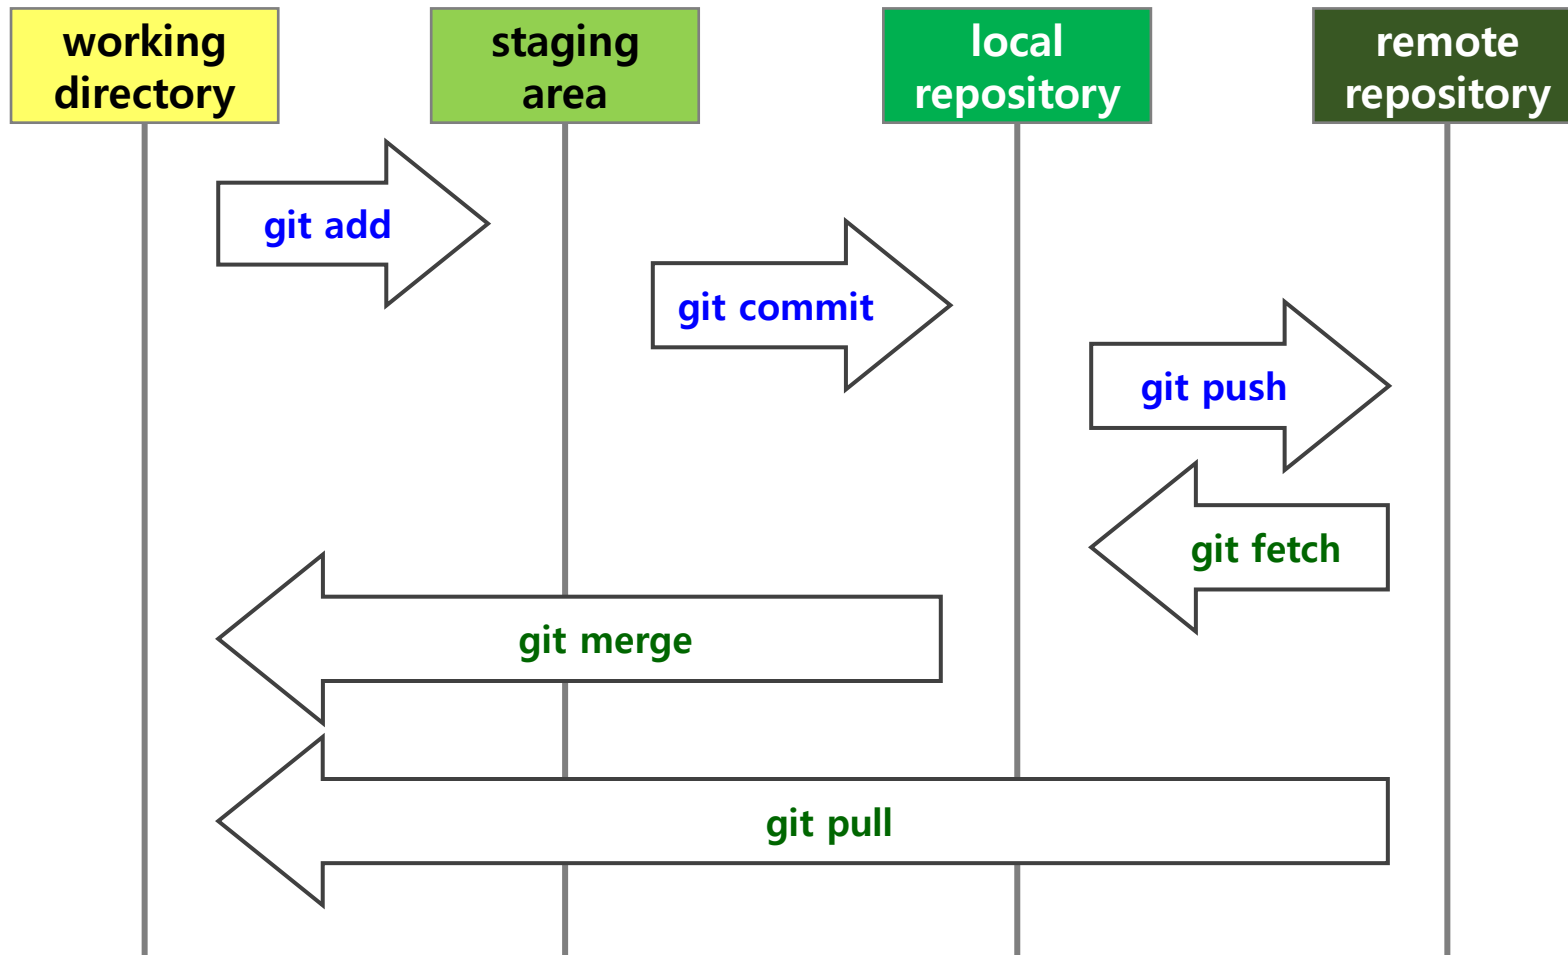 working
directory
staging
area
local
repository
remote
repository
git add
git commit
git push
git fetch
git merge
git pull